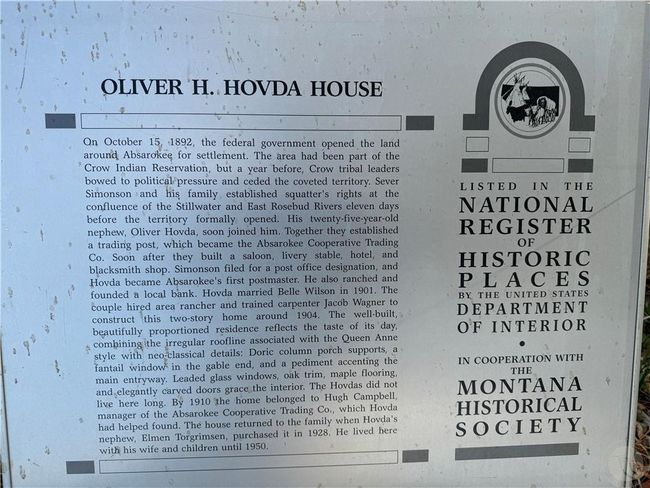 OLIVER H. HOVDA HOUSE
On October 15, 1892, the federal government opened the land
around Absarokee for settlement. The area had been part of the
Crow Indian Reservation, but a year before, Crow tribal leaders
bowed to political pressure and ceded the coveted territory. Sever
Simonson and his family established squatter's rights at the
confluence of the Stillwater and East Rosebud Rivers eleven days
before the territory formally opened. His twenty-five-year-old
nephew, Oliver Hovda, soon joined him. Together they established
a trading post, which became the Absarokee Cooperative Trading
Co. Soon after they built a saloon, livery stable, hotel, and
blacksmith shop. Simonson filed for a post office designation, and
Hovda became Absarokee's first postmaster. He also ranched and
founded a local bank. Hovda married Belle Wilson in 1901. The
couple hired area rancher and trained carpenter Jacob Wagner to
construct this two-story home around 1904. The well-built,
beautifully proportioned residence reflects the taste of its day,
combining the irregular roofline associated with the Queen Anne
style with neo-classical details: Doric column porch supports, a
fantail window in the gable end, and a pediment accenting the
main entryway. Leaded glass windows, oak trim, maple flooring,
and elegantly carved doors grace the interior. The Hovdas did not
live here long. By 1910 the home belonged to Hugh Campbell,
manager of the Absarokee Cooperative Trading Co., which Hovda
had helped found. The house returned to the family when Hovda's
nephew, Elmen Torgrimsen, purchased it in 1928. He lived here
with his wife and children until 1950.
LISTED IN THE
NATIONAL
REGISTER
OF
HISTORIC
PLACES
BY THE UNITED STATES
DEPARTMENT
OF INTERIOR
•
IN COOPERATION WITH
THE
MONTANA
HISTORICAL
SOCIETY